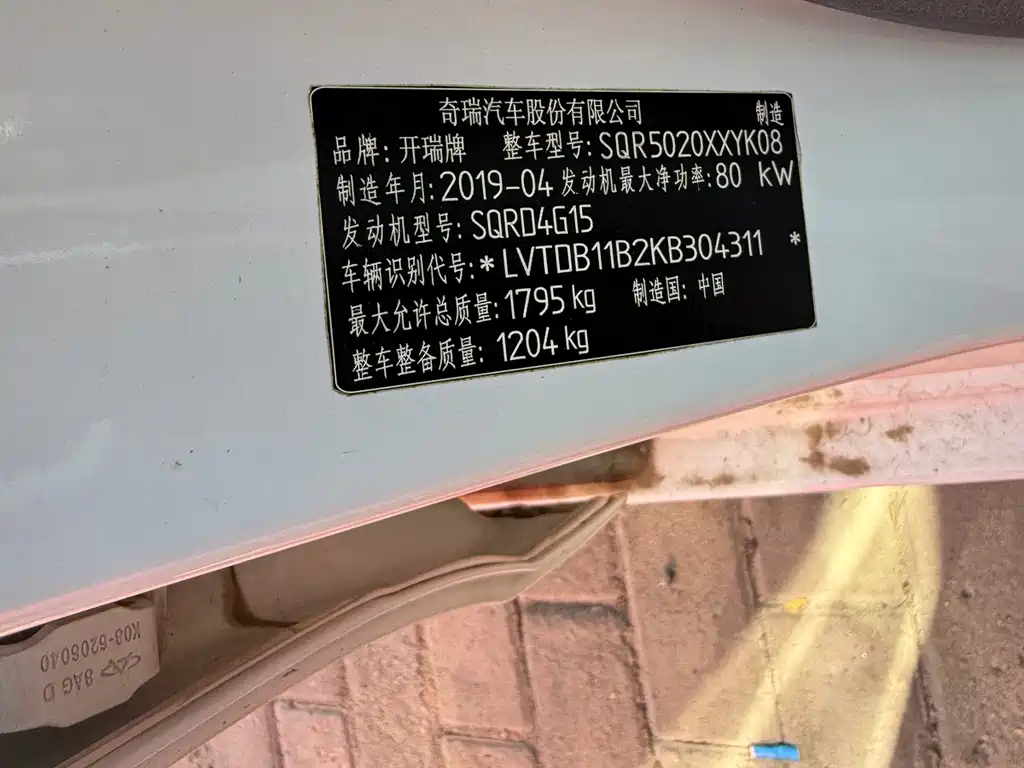 奇瑞汽车股份有限公司 制造
品牌: 开瑞牌 整车型号: SQR5020XXYK08
制造年月: 2019-04 发动机最大净功率: 80 kW
发动机型号: SQRD4G15
车辆识别代号: *LVTDB11B2KB304311 *
最大允许总质量: 1795 kg 制造国: 中国
整车整备质量: 1204 kg
K08-6206040
8AG D